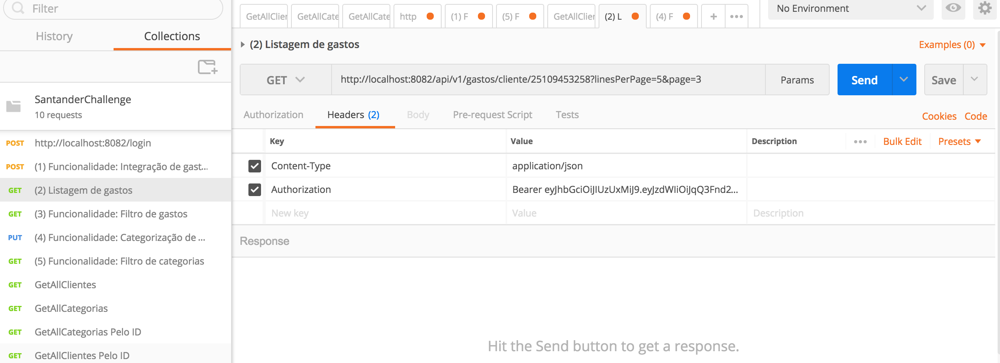 Filter
History Collections
SantanderChallenge
10 requests
POST http://localhost:8082/login
POST (1) Funcionalidade: Integração de gast...
GET (2) Listagem de gastos
GET (3) Funcionalidade: Filtro de gastos
PUT (4) Funcionalidade: Categorização de ...
GET (5) Funcionalidade: Filtro de categorias
GET GetAllClientes
GET GetAllCategorias
GET GetAllCategorias Pelo ID
GET GetAllClientes Pelo ID
GetAllClier GetAllCate GetAllCate http (1) F (5) F GetAllClier (2) L (4) F + ••• No Environment
(2) Listagem de gastos Examples (0)
GET http://localhost:8082/api/v1/gastos/cliente/25109453258?linesPerPage=5&page=3 Params Send Save
Authorization Headers (2) Body Pre-request Script Tests Cookies Code
Key Value Description ••• Bulk Edit Presets
Content-Type application/json
Authorization Bearer eyJhbGciOiJIUzUxMiJ9.eyJzdWIiOiJqQ3Fnd2...
New key Value Description
Response
Hit the Send button to get a response.